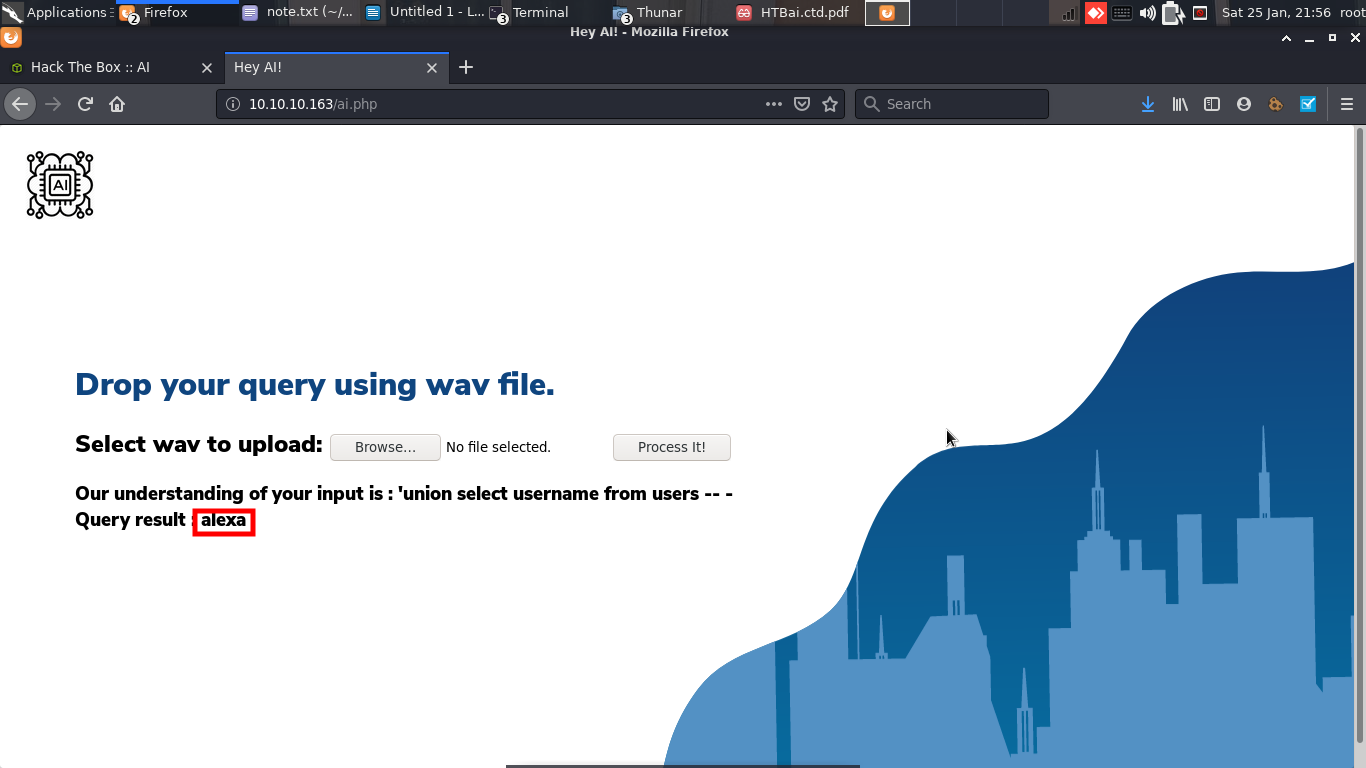 Applications
2
Firefox
note.txt (~/...
Untitled 1 - L...
3
Terminal
3
Thunar
HTBai.ctd.pdf
Sat 25 Jan, 21:56
root
Hey AI! - Mozilla Firefox
Hack The Box :: AI
Hey AI!
10.10.10.163/ai.php
Search
AI
Drop your query using wav file.
Select wav to upload: Browse... No file selected. Process It!
Our understanding of your input is : 'union select username from users -- -
Query result : alexa